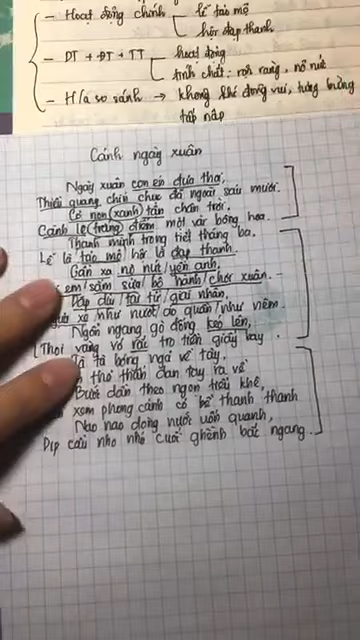 - Hoạt động chính lễ tảo mộ
hội đạp thanh
- DT + ĐT + TT hoạt động
tính chất: rộn ràng, nô nức
- H/a so sánh → không khí đông vui, tưng bừng
tấp nập
Cảnh ngày xuân
Ngày xuân con én đưa thoi,
Thiều quang chín chục đã ngoài sáu mươi.
Cỏ non (xanh) tận chân trời.
Cành lê (trắng) điểm một vài bông hoa.
Thanh minh trong tiết tháng ba,
Lễ là tảo mộ hội là đạp thanh.
Gần xa nô nức / yến anh,
em / sắm sửa / bộ hành / chơi xuân.
Dập dìu / tài tử / giai nhân,
xe như nước / áo quần / như nêm.
Ngổn ngang gò đống kéo lên,
Thoi vàng vó rắc tro tiền giấy bay.
tà bóng ngả về tây,
thơ thẩn dan tay ra về
Bước dần theo ngọn tiểu khê,
xem phong cảnh có bề thanh thanh
Nao nao dòng nước uốn quanh,
Dịp cầu nho nhỏ cuối ghềnh bắc ngang.